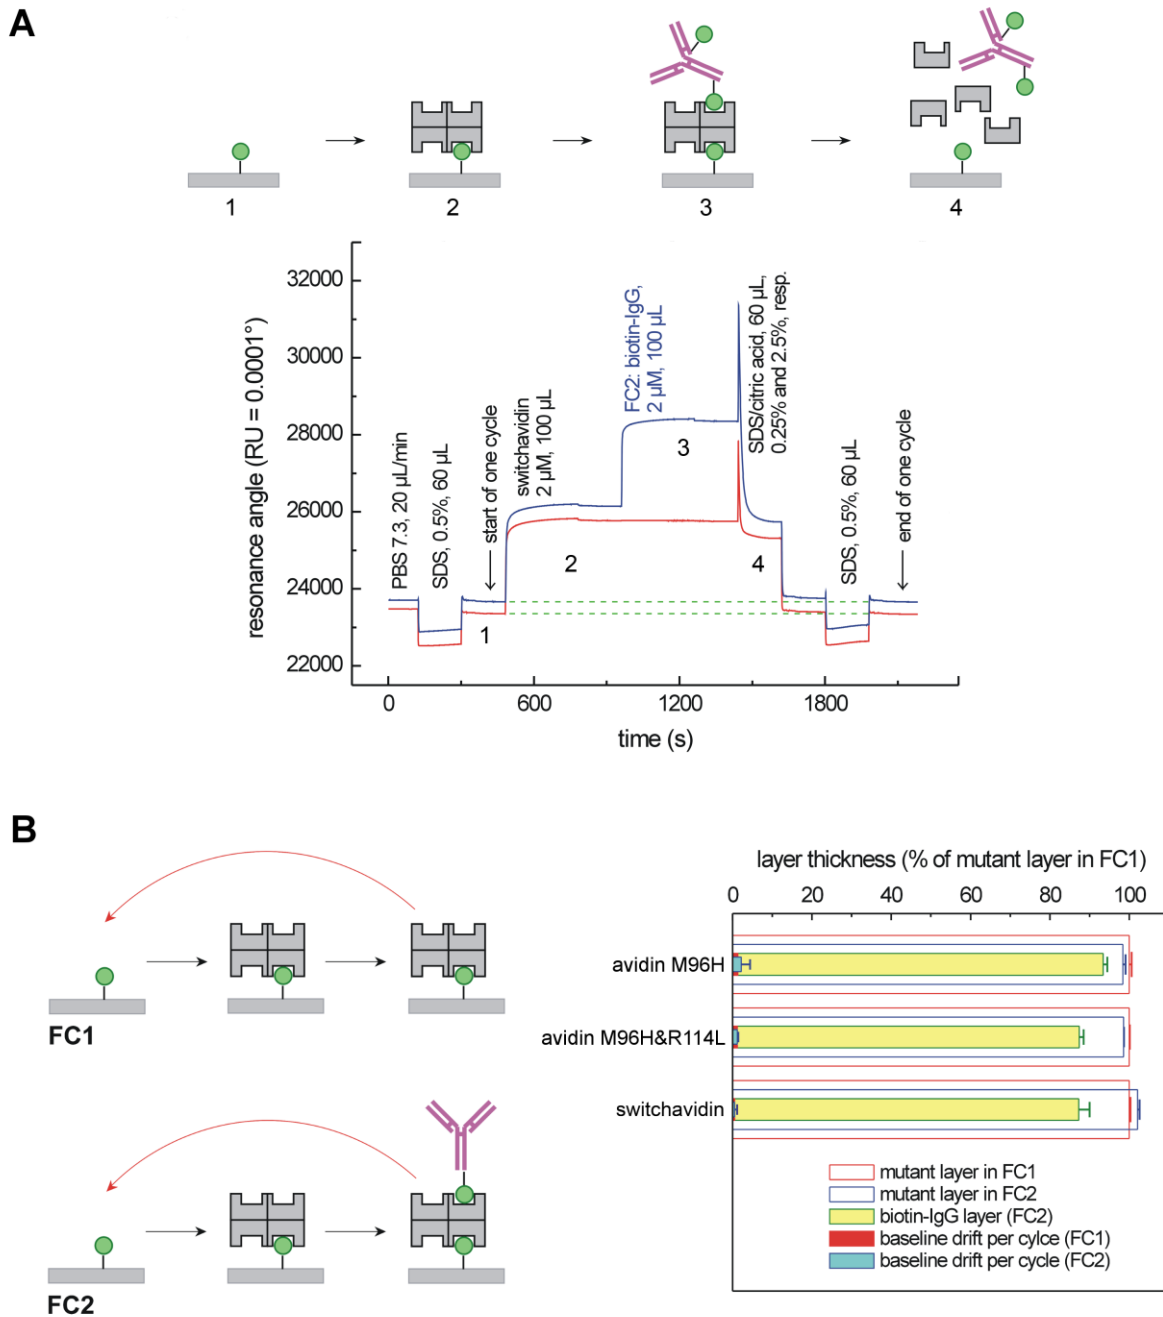 A
1
2
3
4
resonance angle (RU = 0.0001°)
32000
30000
28000
26000
24000
22000
PBS 7.3, 20 µL/min
SDS, 0.5%, 60 µL
start of one cycle
switchavidin
2 µM, 100 µL
FC2: biotin-IgG,
2 µM, 100 µL
SDS/citric acid, 60 µL,
0.25% and 2.5%, resp.
SDS, 0.5%, 60 µL
end of one cycle
1
2
3
4
0
600
1200
1800
time (s)
B
FC1
FC2
layer thickness (% of mutant layer in FC1)
0 20 40 60 80 100
avidin M96H
avidin M96H&R114L
switchavidin
mutant layer in FC1
mutant layer in FC2
biotin-IgG layer (FC2)
baseline drift per cylce (FC1)
baseline drift per cycle (FC2)